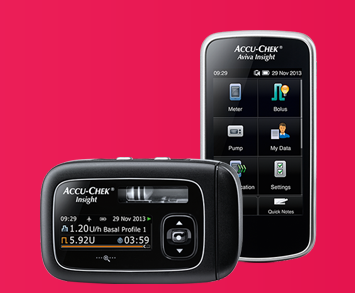 ACCU-CHEK®
Aviva Insight
09:29 29 Nov 2013
Meter Bolus
Pump My Data
ication Settings
Quick Notes
ACCU-CHEK®
Insight
09:29 29 Nov 2013
1.20U/h Basal Profile 1
5.92U 03:59